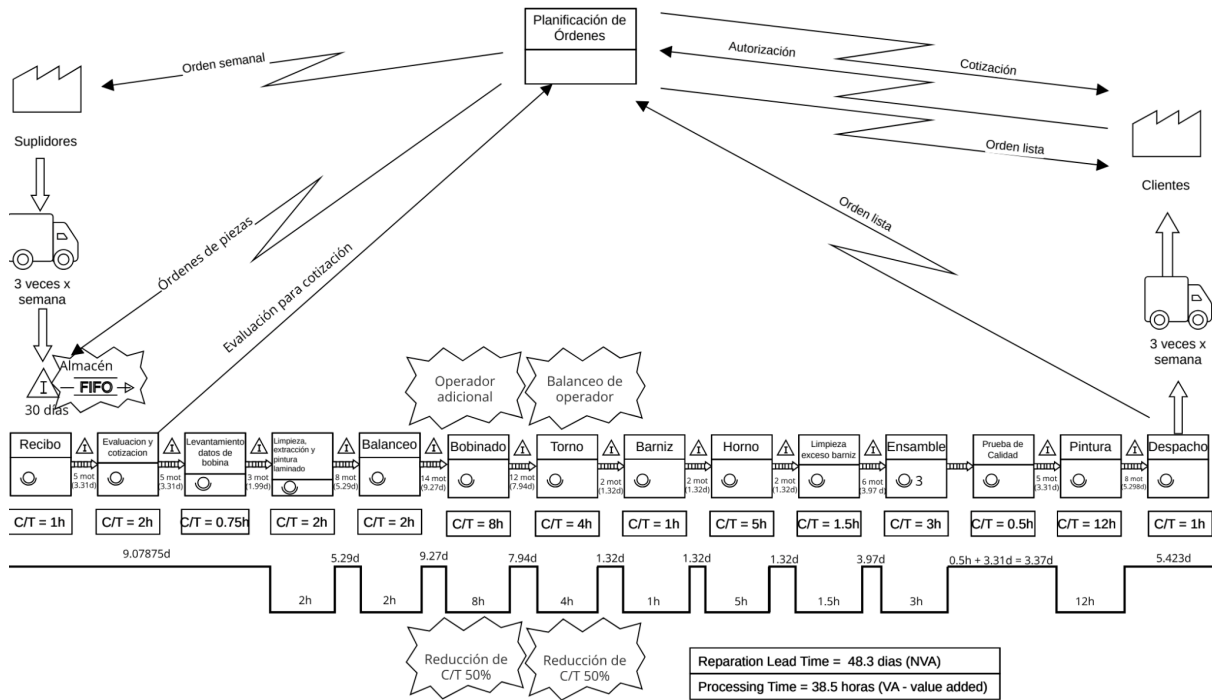 Planificación de
Órdenes
Orden semanal
Autorización
Cotización
Orden lista
Suplidores
Clientes
Órdenes de piezas
Evaluación para cotización
Orden lista
3 veces x
semana
3 veces x
semana
Almacén
I
FIFO
30 días
Operador
adicional
Balanceo de
operador
Recibo
I
Evaluacion y
cotizacion
I
Levantamiento
datos de
bobina
I
Limpieza,
extracción y
pintura
laminado
I
Balanceo
I
Bobinado
I
Torno
I
Barniz
I
Horno
I
Limpieza
exceso barniz
I
Ensamble
3
Prueba de
Calidad
I
Pintura
I
Despacho
5 mot
(3.31d)
5 mot
(3.31d)
3 mot
(1.99d)
8 mot
(5.29d)
14 mot
(9.27d)
12 mot
(7.94d)
2 mot
(1.32d)
2 mot
(1.32d)
2 mot
(1.32d)
6 mot
(3.97 d)
5 mot
(3.31d)
8 mot
(5.298d)
C/T = 1h
C/T = 2h
C/T = 0.75h
C/T = 2h
C/T = 2h
C/T = 8h
C/T = 4h
C/T = 1h
C/T = 5h
C/T = 1.5h
C/T = 3h
C/T = 0.5h
C/T = 12h
C/T = 1h
9.07875d
5.29d
9.27d
7.94d
1.32d
1.32d
1.32d
3.97d
0.5h + 3.31d = 3.37d
5.423d
2h
2h
8h
4h
1h
5h
1.5h
3h
12h
Reducción de
C/T 50%
Reducción de
C/T 50%
Reparation Lead Time = 48.3 dias (NVA)
Processing Time = 38.5 horas (VA - value added)